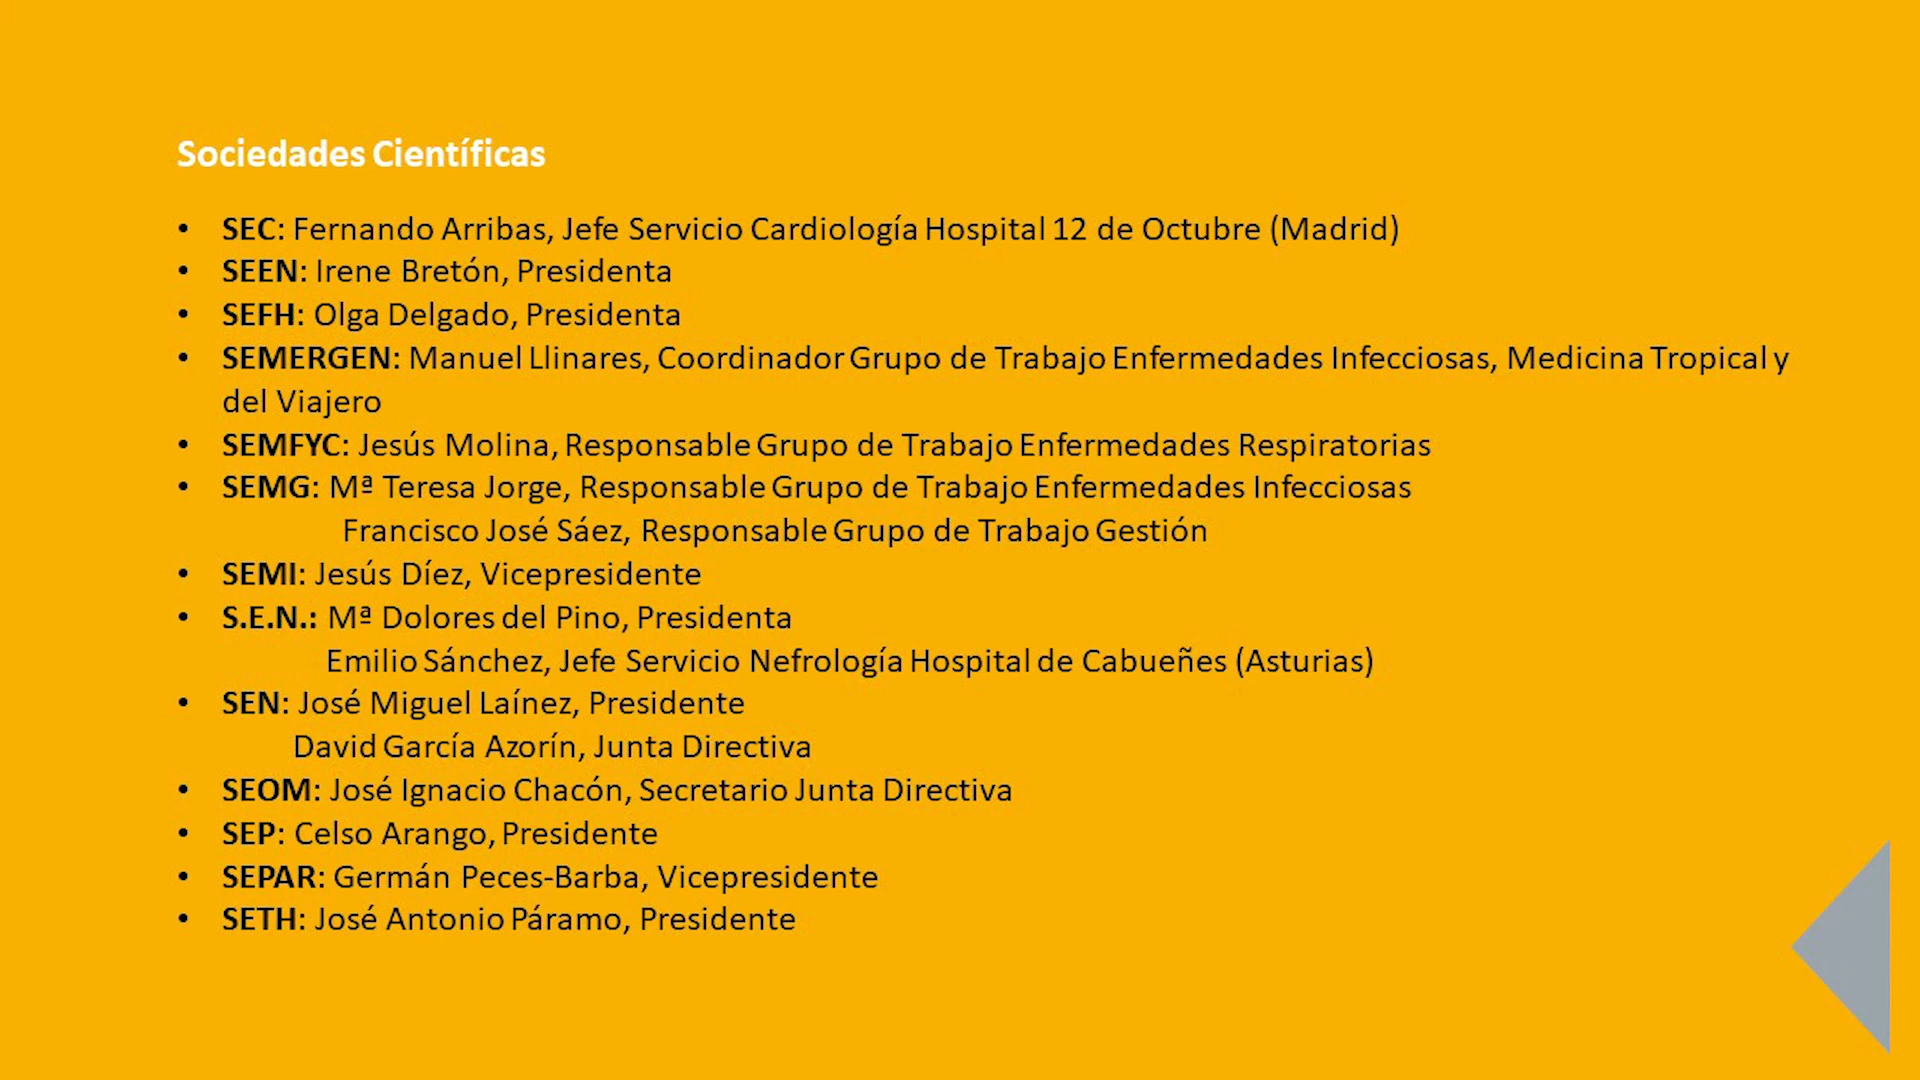 Sociedades Científicas
• SEC: Fernando Arribas, Jefe Servicio Cardiología Hospital 12 de Octubre (Madrid)
• SEEN: Irene Bretón, Presidenta
• SEFH: Olga Delgado, Presidenta
• SEMERGEN: Manuel Llinares, Coordinador Grupo de Trabajo Enfermedades Infecciosas, Medicina Tropical y
del Viajero
• SEMFYC: Jesús Molina, Responsable Grupo de Trabajo Enfermedades Respiratorias
• SEMG: Mª Teresa Jorge, Responsable Grupo de Trabajo Enfermedades Infecciosas
Francisco José Sáez, Responsable Grupo de Trabajo Gestión
• SEMI: Jesús Díez, Vicepresidente
• S.E.N.: Mª Dolores del Pino, Presidenta
Emilio Sánchez, Jefe Servicio Nefrología Hospital de Cabueñes (Asturias)
• SEN: José Miguel Laínez, Presidente
David García Azorín, Junta Directiva
• SEOM: José Ignacio Chacón, Secretario Junta Directiva
• SEP: Celso Arango, Presidente
• SEPAR: Germán Peces-Barba, Vicepresidente
• SETH: José Antonio Páramo, Presidente